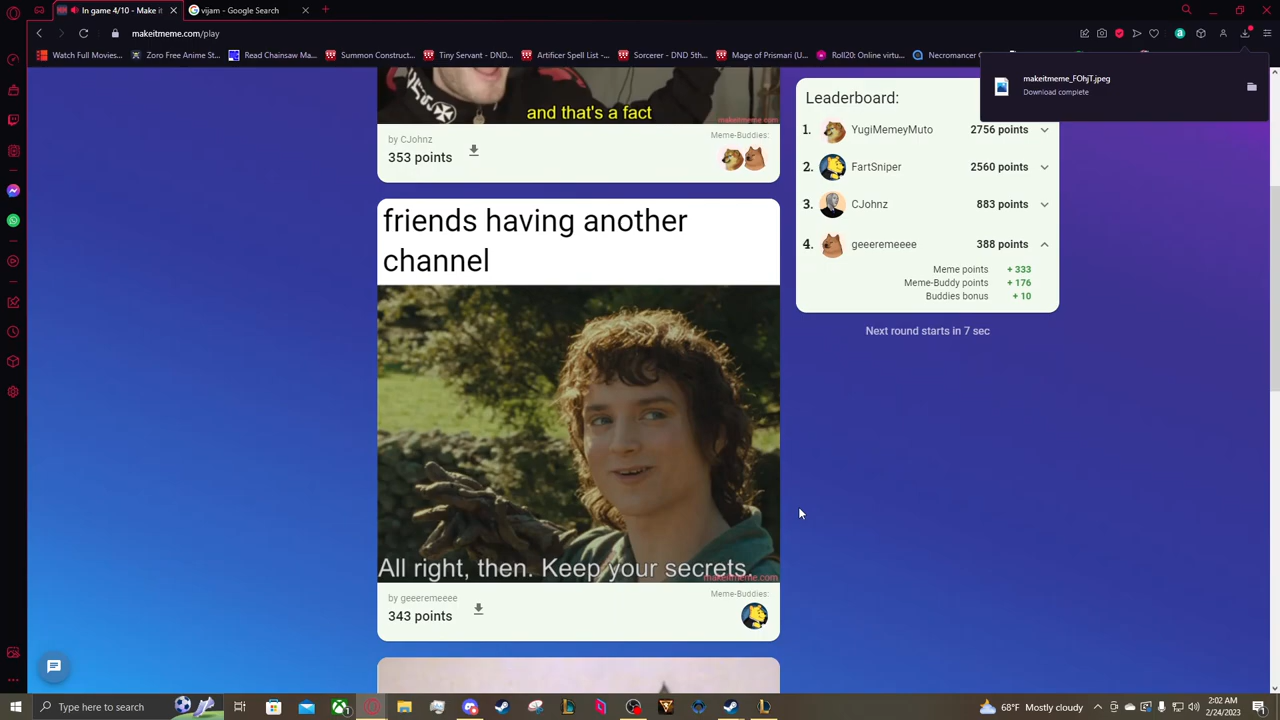 In game 4/10 - Make it
vijam - Google Search
makeitmeme.com/play
Watch Full Movies...
Zoro Free Anime St...
Read Chainsaw Ma...
Summon Construct...
Tiny Servant - DND...
Artificer Spell List -...
Sorcerer - DND 5th...
Mage of Prismari (U...
Roll20: Online virtu...
Necromancer
makeitmeme_FObjT.jpeg
Download complete
and that's a fact
makeitmeme.com
by CJohnz
353 points
Meme-Buddies:
Leaderboard:
1. YugiMemeyMuto 2756 points
2. FartSniper 2560 points
3. CJohnz 883 points
4. geeeremeeee 388 points
Meme points + 333
Meme-Buddy points + 176
Buddies bonus + 10
Next round starts in 7 sec
friends having another
channel
All right, then. Keep your secrets.
makeitmeme.com
by geeeremeeee
343 points
Meme-Buddies:
Type here to search
68°F Mostly cloudy
2:02 AM
2/24/2023